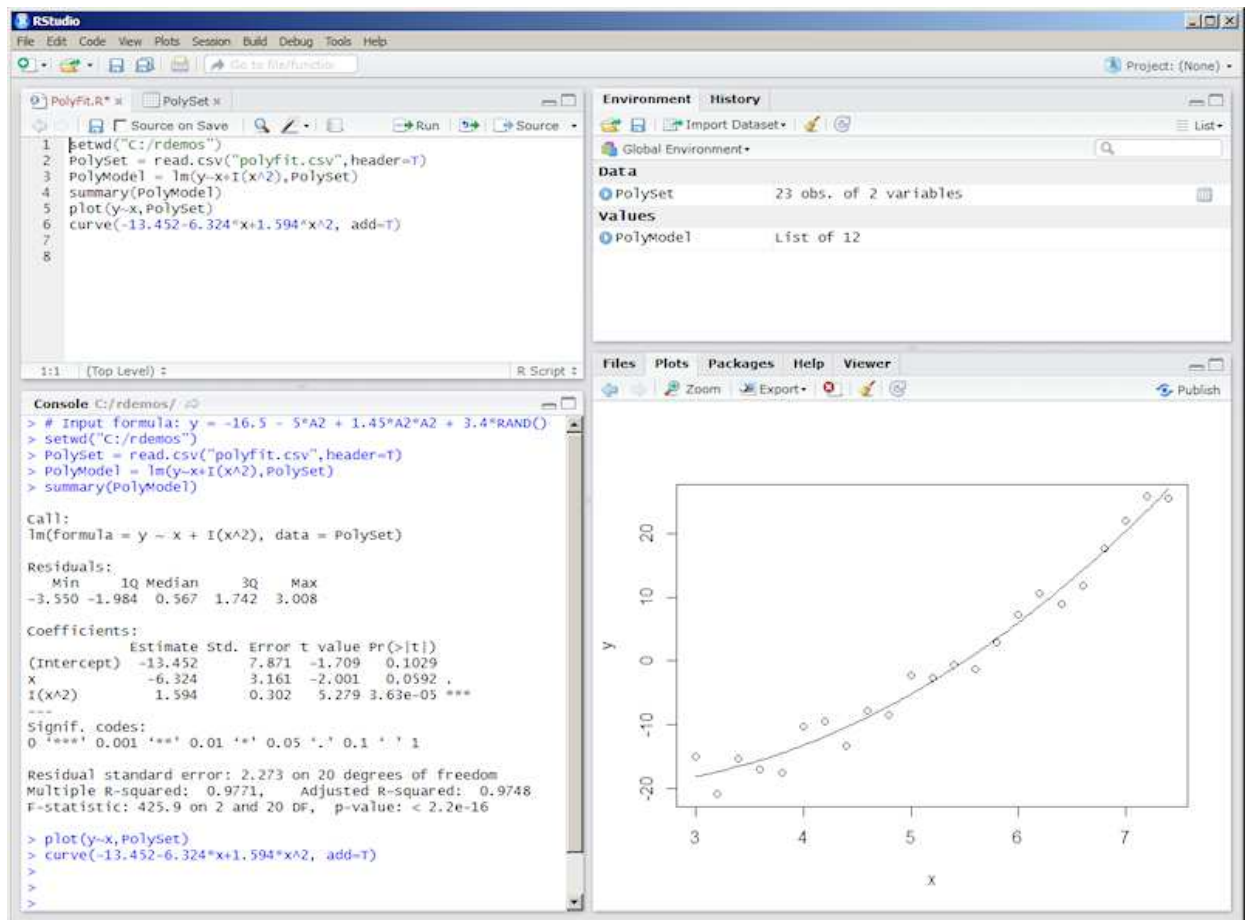 RStudio
File Edit Code View Plots Session Build Debug Tools Help
Go to file/function
Project: (None)
PolyFit.R*
PolySet
Source on Save
Run
Source
1 setwd("C:/rdemos")
2 PolySet = read.csv("polyfit.csv",header=T)
3 PolyModel = lm(y~x+I(x^2),PolySet)
4 summary(PolyModel)
5 plot(y~x,PolySet)
6 curve(-13.452-6.324*x+1.594*x^2, add=T)
7
8
1:1 (Top Level)
R Script
Console C:/rdemos/
> # Input formula: y = -16.5 - 5*A2 + 1.45*A2*A2 + 3.4*RAND()
> setwd("C:/rdemos")
> PolySet = read.csv("polyfit.csv",header=T)
> PolyModel = lm(y~x+I(x^2),PolySet)
> summary(PolyModel)
Call:
lm(formula = y ~ x + I(x^2), data = PolySet)
Residuals:
Min 1Q Median 3Q Max
-3.550 -1.984 0.567 1.742 3.008
Coefficients:
Estimate Std. Error t value Pr(>|t|)
(Intercept) -13.452 7.871 -1.709 0.1029
x -6.324 3.161 -2.001 0.0592 .
I(x^2) 1.594 0.302 5.279 3.63e-05 ***
---
Signif. codes:
0 '***' 0.001 '**' 0.01 '*' 0.05 '.' 0.1 ' ' 1
Residual standard error: 2.273 on 20 degrees of freedom
Multiple R-squared: 0.9771, Adjusted R-squared: 0.9748
F-statistic: 425.9 on 2 and 20 DF, p-value: < 2.2e-16
> plot(y~x,PolySet)
> curve(-13.452-6.324*x+1.594*x^2, add=T)
>
>
>
Environment History
Import Dataset
List
Global Environment
Data
PolySet 23 obs. of 2 variables
Values
PolyModel List of 12
Files Plots Packages Help Viewer
Zoom Export Publish
20
10
0
-10
-20
y
3 4 5 6 7
x